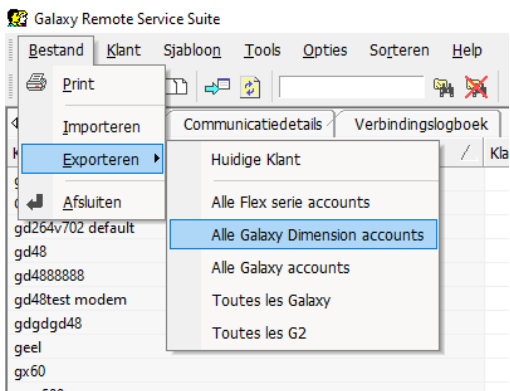 Galaxy Remote Service Suite
Bestand Klant Sjabloon Tools Opties Sorteren Help
Print
Importeren
Exporteren
Afsluiten
Communicatiedetails Verbindingslogboek
Kla
Huidige Klant
Alle Flex serie accounts
Alle Galaxy Dimension accounts
Alle Galaxy accounts
Toutes les Galaxy
Toutes les G2
gd264v702 default
gd48
gd4888888
gd48test modem
gdgdgd48
geel
gx60